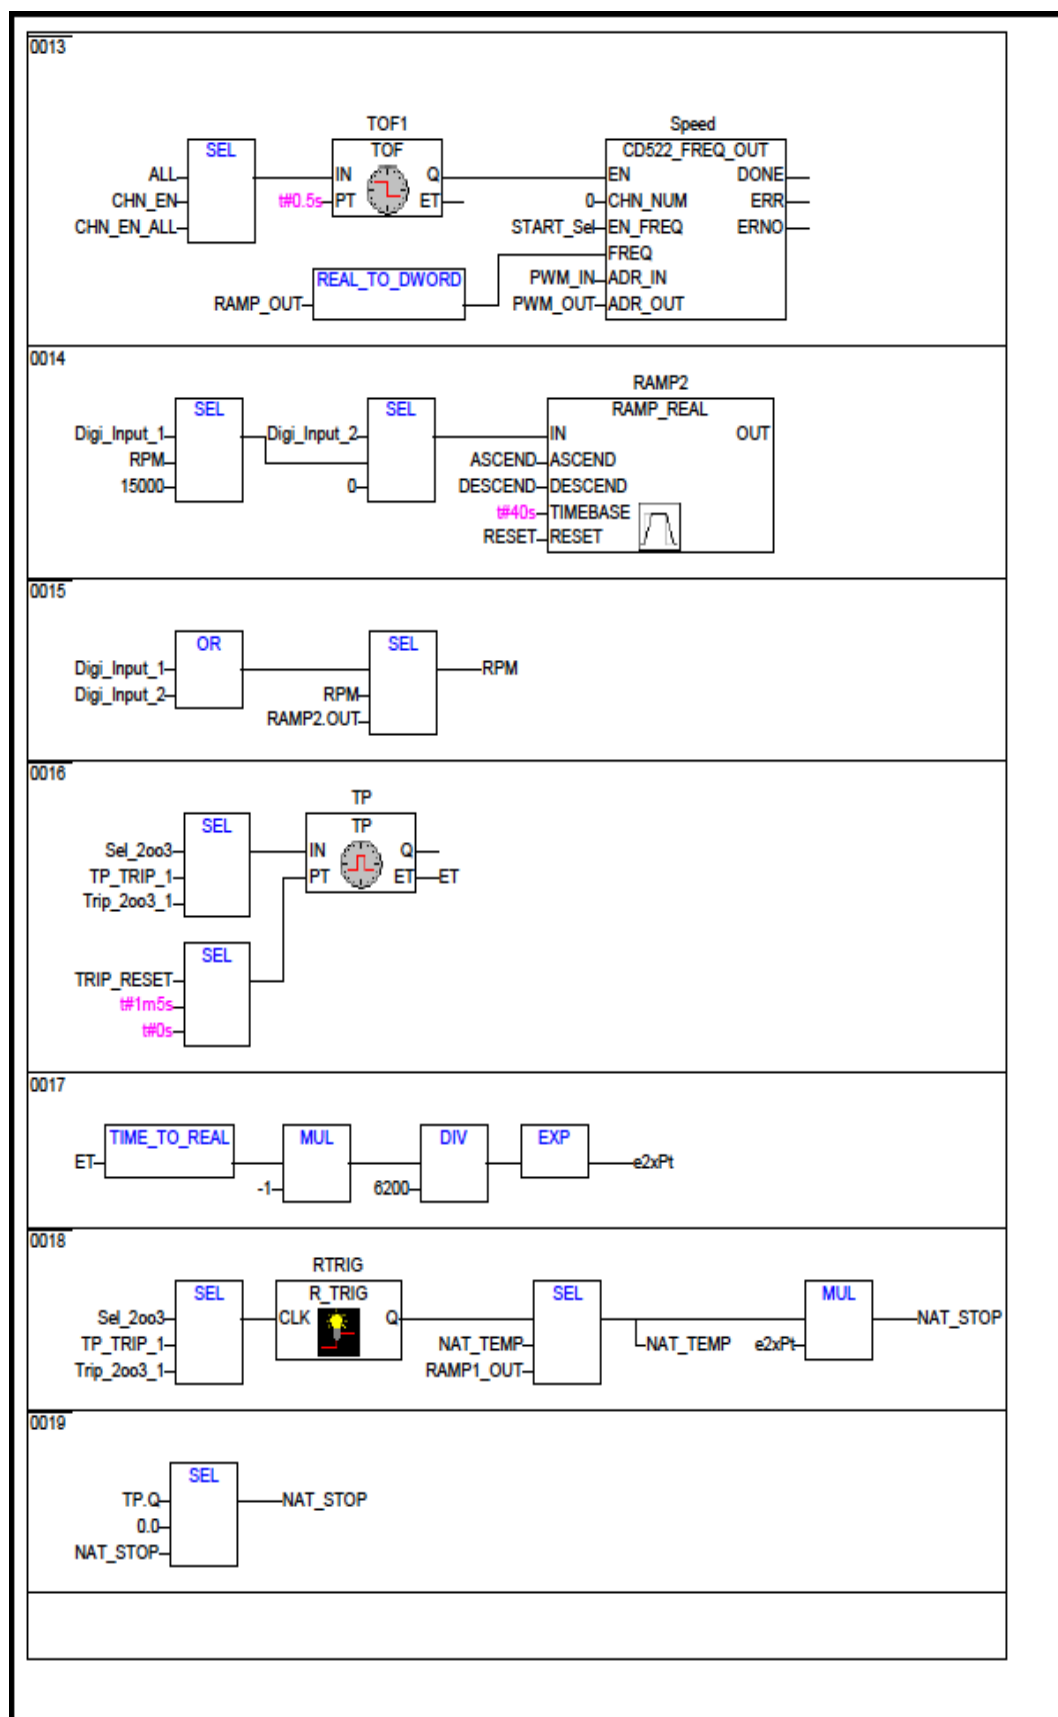 0013
TOF1 Speed
SEL TOF CD522_FREQ_OUT
ALL IN Q EN DONE
CHN_EN t#0.5s PT ET 0 CHN_NUM ERR
CHN_EN_ALL START_Sel EN_FREQ ERNO
FREQ
REAL_TO_DWORD PWM_IN ADR_IN
RAMP_OUT PWM_OUT ADR_OUT
0014
RAMP2
SEL SEL RAMP_REAL
Digi_Input_1 Digi_Input_2 IN OUT
RPM ASCEND ASCEND
15000 0 DESCEND DESCEND
t#40s TIMEBASE
RESET RESET
0015
OR SEL
Digi_Input_1 RPM
Digi_Input_2 RPM
RAMP2.OUT
0016
TP
SEL TP
Sel_2oo3 IN Q
TP_TRIP_1 PT ET ET
Trip_2oo3_1
SEL
TRIP_RESET
t#1m5s
t#0s
0017
TIME_TO_REAL MUL DIV EXP
ET e2xPt
-1 6200
0018
RTRIG
SEL R_TRIG SEL MUL
Sel_2oo3 CLK Q NAT_STOP
TP_TRIP_1 NAT_TEMP NAT_TEMP e2xPt
Trip_2oo3_1 RAMP1_OUT
0019
SEL
TP.Q NAT_STOP
0.0
NAT_STOP